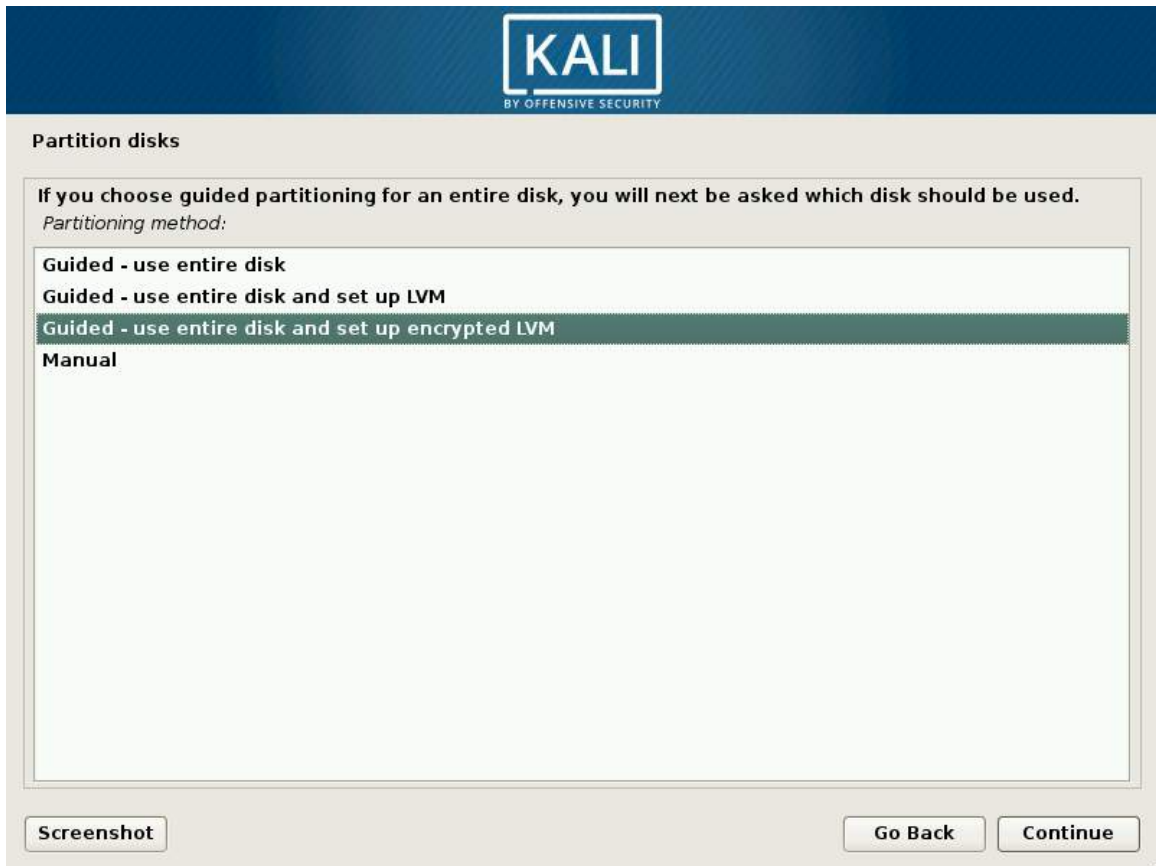 KALI
BY OFFENSIVE SECURITY
Partition disks
If you choose guided partitioning for an entire disk, you will next be asked which disk should be used.
Partitioning method:
Guided - use entire disk
Guided - use entire disk and set up LVM
Guided - use entire disk and set up encrypted LVM
Manual
Screenshot
Go Back
Continue